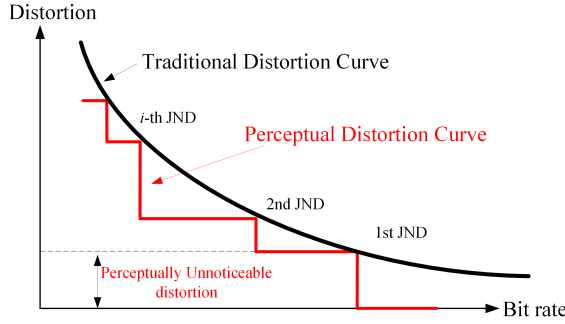 Distortion
Traditional Distortion Curve
i-th JND
Perceptual Distortion Curve
2nd JND
1st JND
Perceptually Unnoticeable
distortion
Bit rate